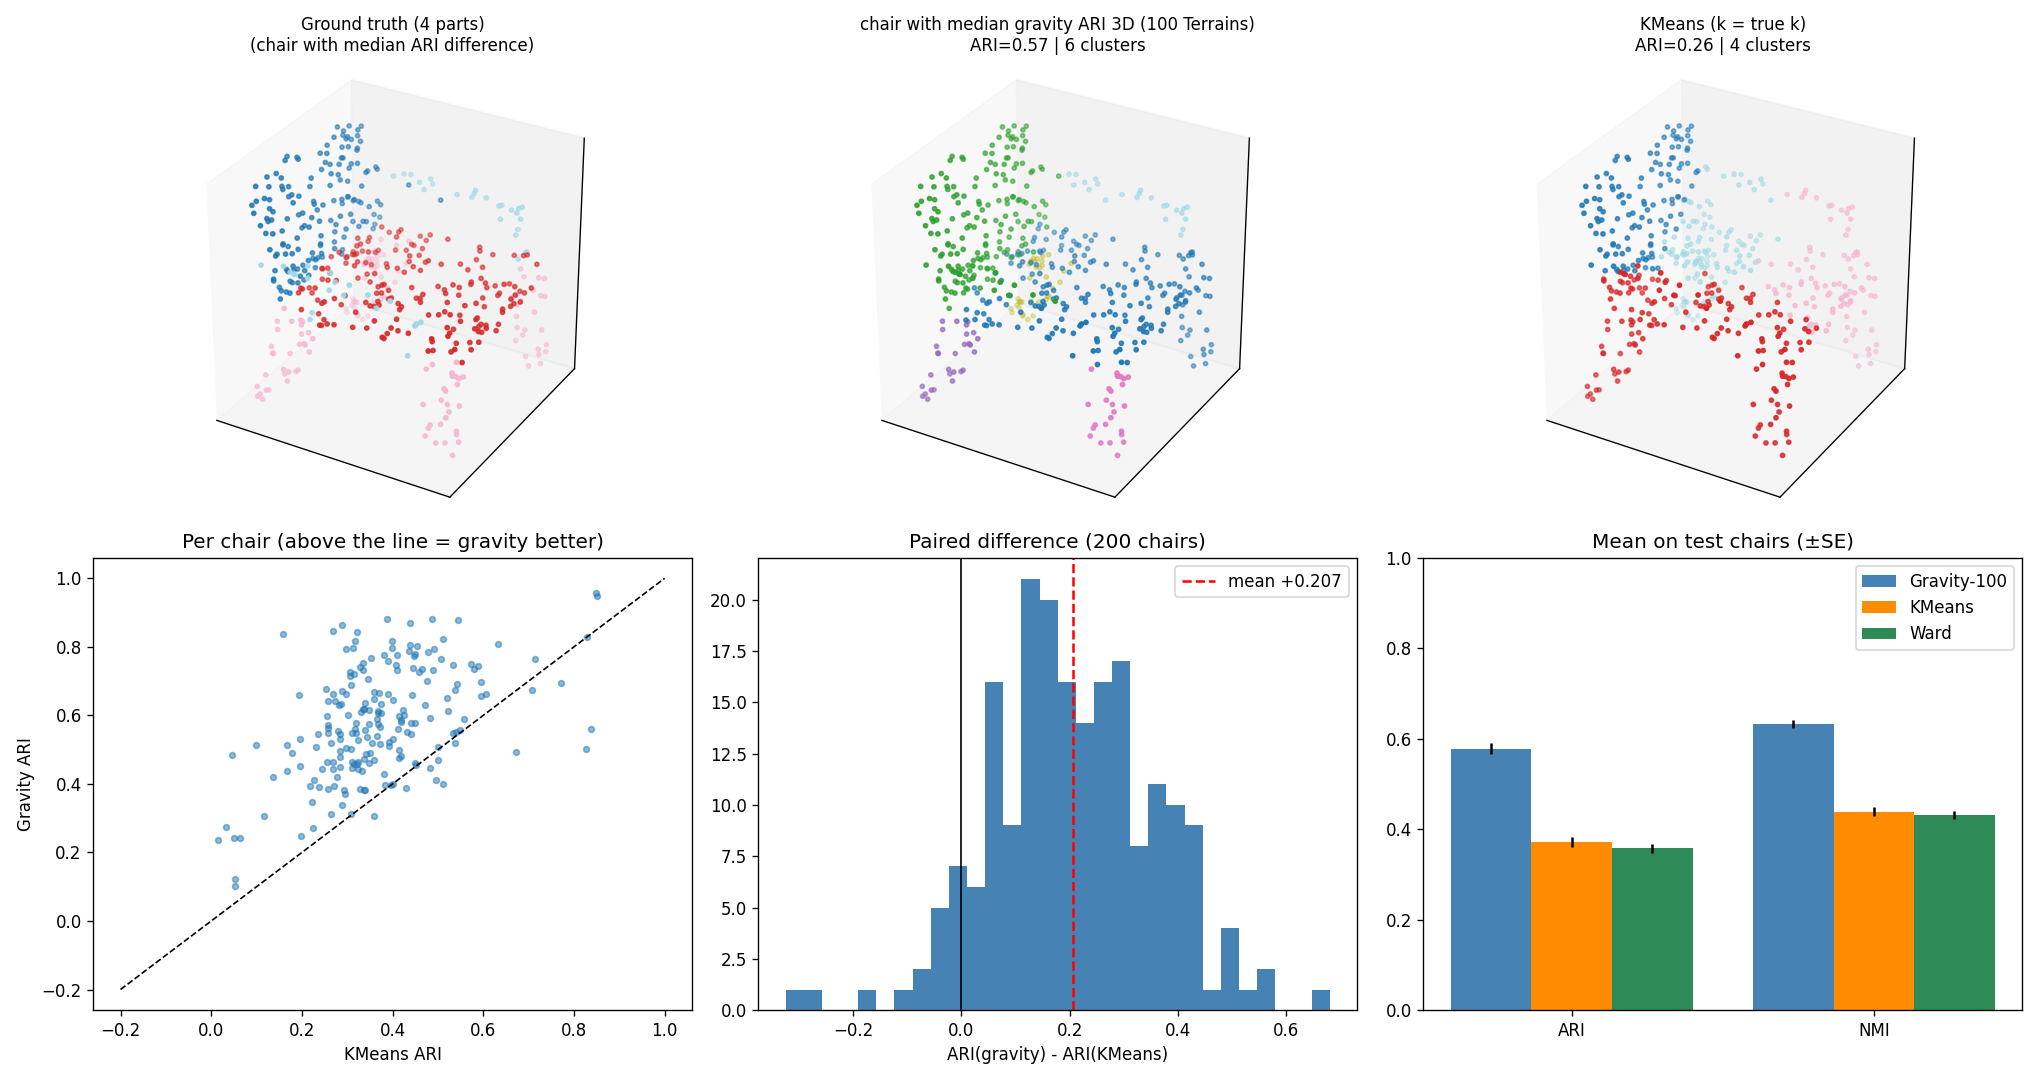 Ground truth (4 parts)
(chair with median ARI difference)
chair with median gravity ARI 3D (100 Terrains)
ARI=0.57 | 6 clusters
KMeans (k = true k)
ARI=0.26 | 4 clusters
Per chair (above the line = gravity better)
1.0
0.8
0.6
0.4
0.2
0.0
−0.2
Gravity ARI
−0.2
0.0
0.2
0.4
0.6
0.8
1.0
KMeans ARI
Paired difference (200 chairs)
mean +0.207
20.0
17.5
15.0
12.5
10.0
7.5
5.0
2.5
0.0
−0.2
0.0
0.2
0.4
0.6
ARI(gravity) - ARI(KMeans)
Mean on test chairs (±SE)
Gravity-100
KMeans
Ward
1.0
0.8
0.6
0.4
0.2
0.0
ARI
NMI